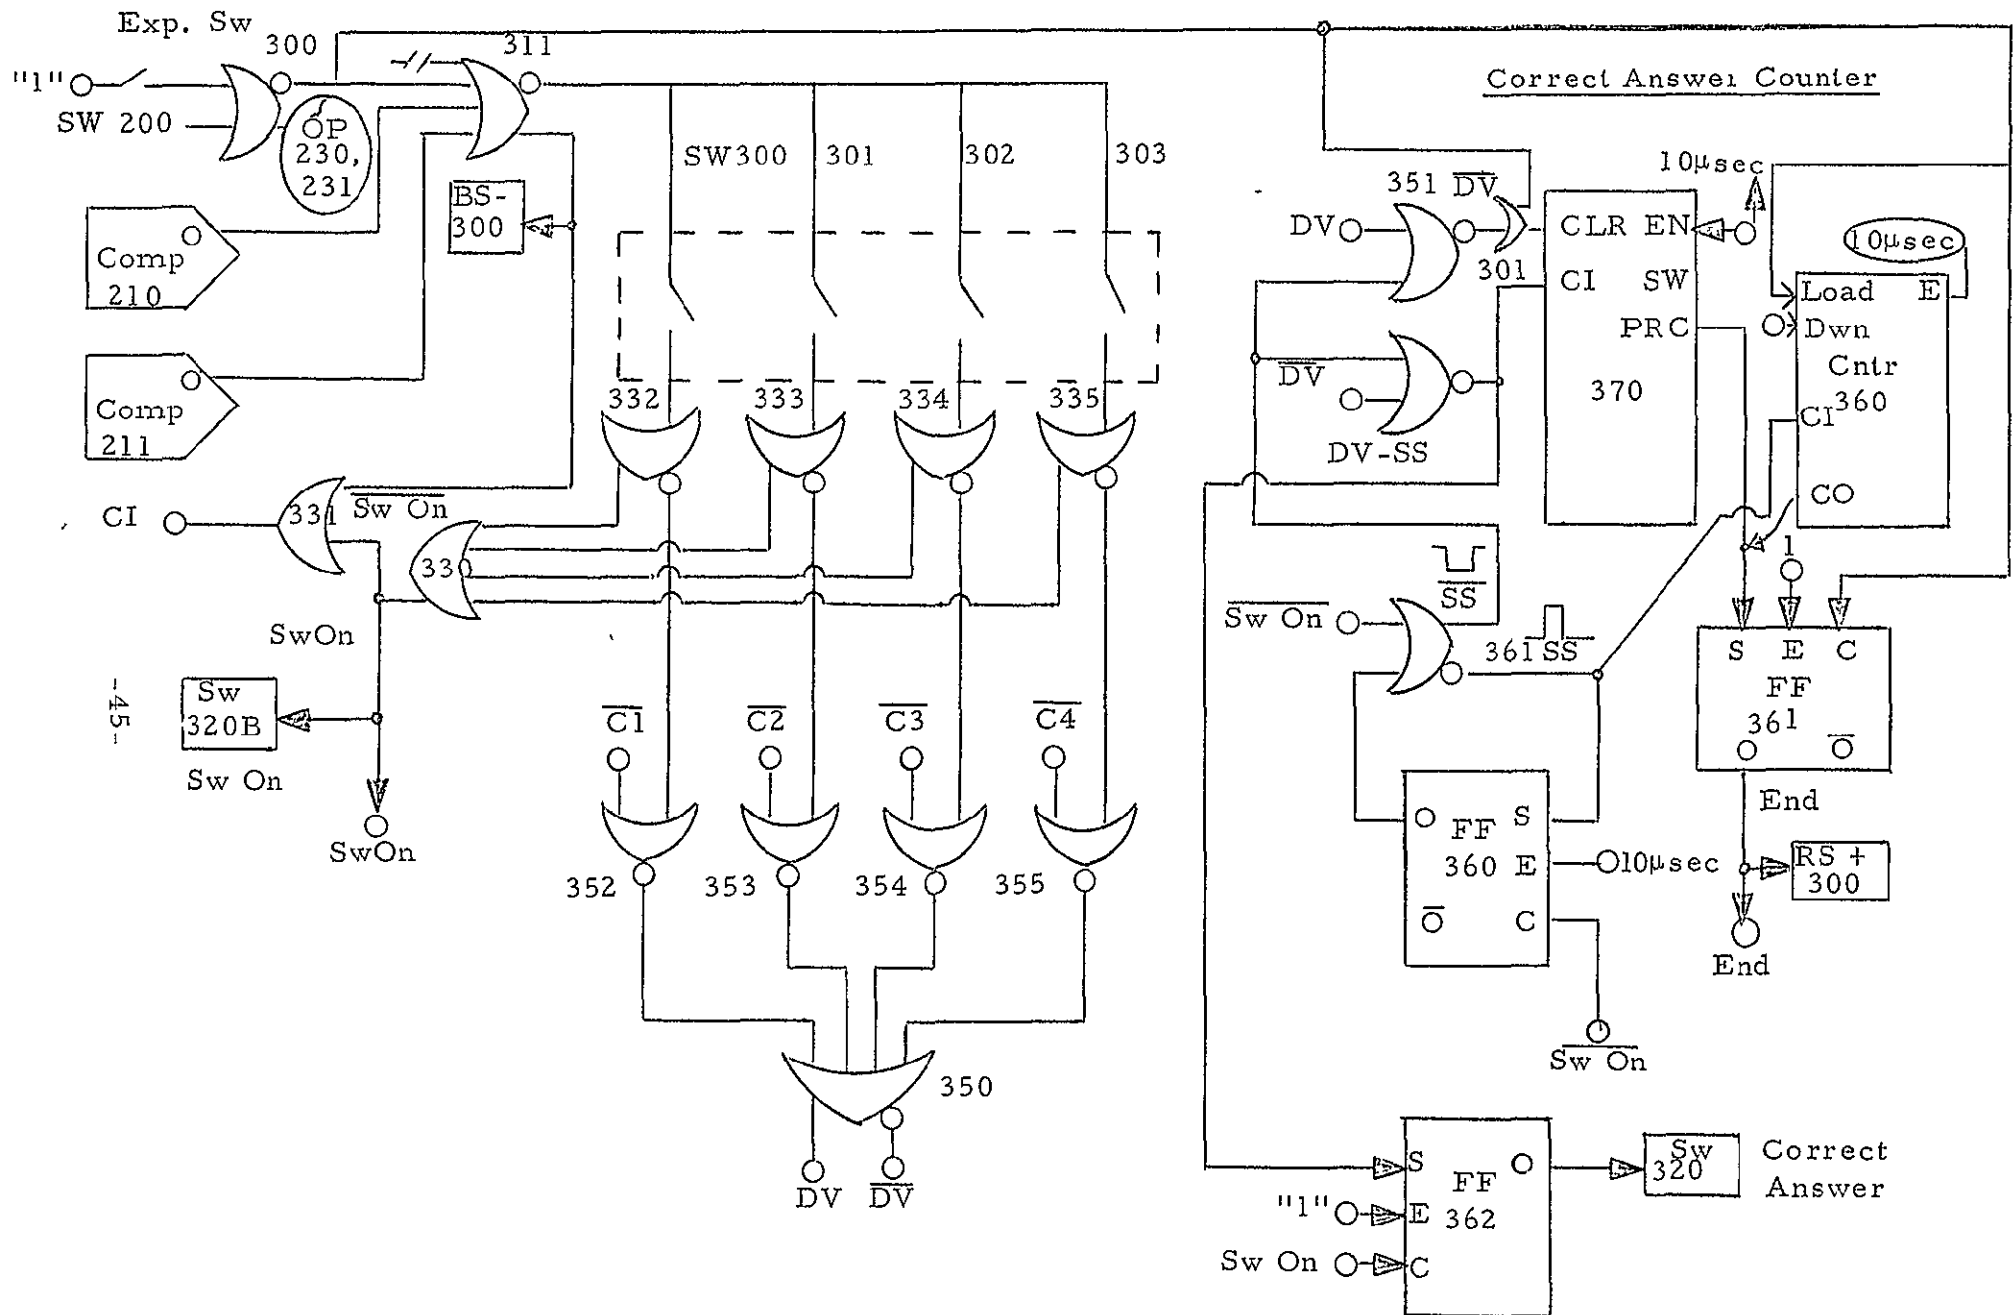 Exp. Sw
300
311
"1"
SW 200
OP
230,
231
Correct Answer Counter
SW300
301
302
303
BS-
300
Comp
210
Comp
211
10μsec
351
DV
DV
CLR EN
301
CI
SW
PRC
370
10μsec
Load E
Dwn
Cntr
360
CI
CO
DV
DV-SS
332
333
334
335
CI
331
Sw On
33
SwOn
SS
Sw On
361 SS
1
S E C
FF
361
O
O
End
-45-
Sw
320B
Sw On
SwOn
C1
C2
C3
C4
352
353
354
355
O
FF
S
360
E
10μsec
O
C
RS +
300
End
Sw On
350
DV
DV
S
O
FF
"1"
E
362
Sw On
C
Sw
320
Correct
Answer